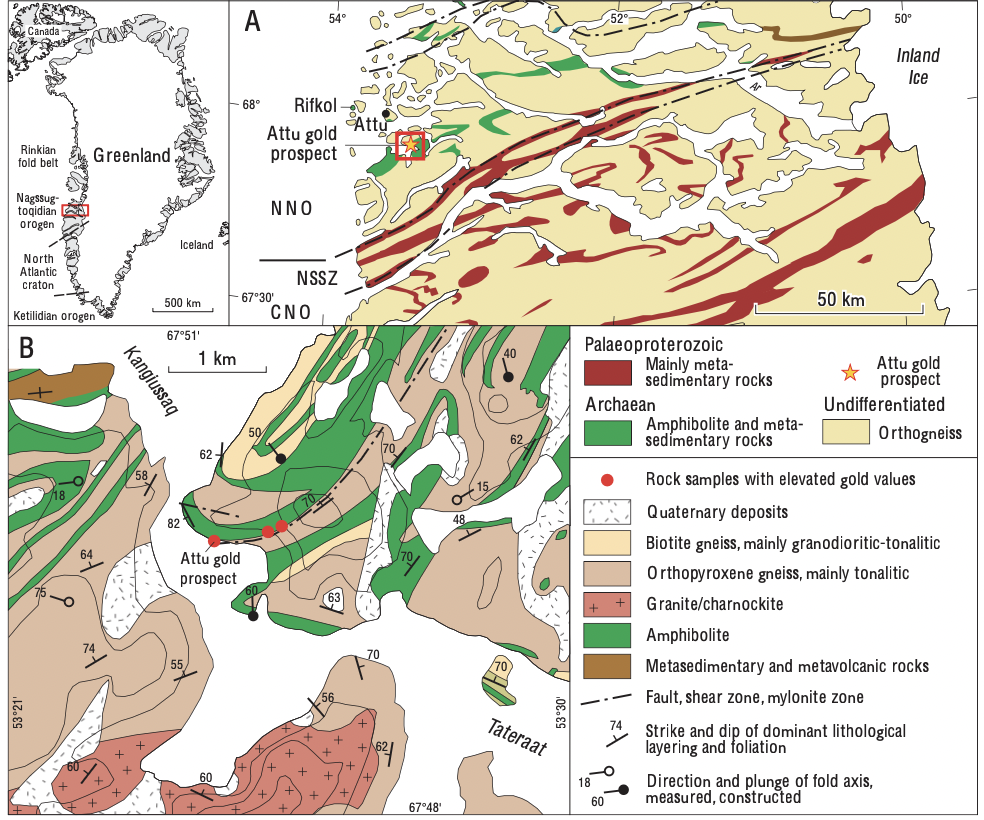 Canada
Greenland
Rinkian
fold belt
Nagssug-
toqidian
orogen
North
Atlantic
craton
Ketilidian orogen
Iceland
500 km
A
54°
52°
50°
68°
67°30'
Rifkol
Attu
Attu gold
prospect
Ar
Inland
Ice
NNO
NSSZ
CNO
50 km
B
67°51'
1 km
Kangiussaq
40
50
62
70
62
58
18
15
70
82
48
Attu gold
prospect
64
70
60
75
63
74
70
55
70
56
53°21'
53°30'
Tateraat
62
60
60
67°48'
Palaeoproterozoic
Mainly meta-
sedimentary rocks
Attu gold
prospect
Archaean
Undifferentiated
Amphibolite and meta-
sedimentary rocks
Orthogneiss
Rock samples with elevated gold values
Quaternary deposits
Biotite gneiss, mainly granodioritic-tonalitic
Orthopyroxene gneiss, mainly tonalitic
Granite/charnockite
Amphibolite
Metasedimentary and metavolcanic rocks
Fault, shear zone, mylonite zone
74
Strike and dip of dominant lithological
layering and foliation
18
60
Direction and plunge of fold axis,
measured, constructed